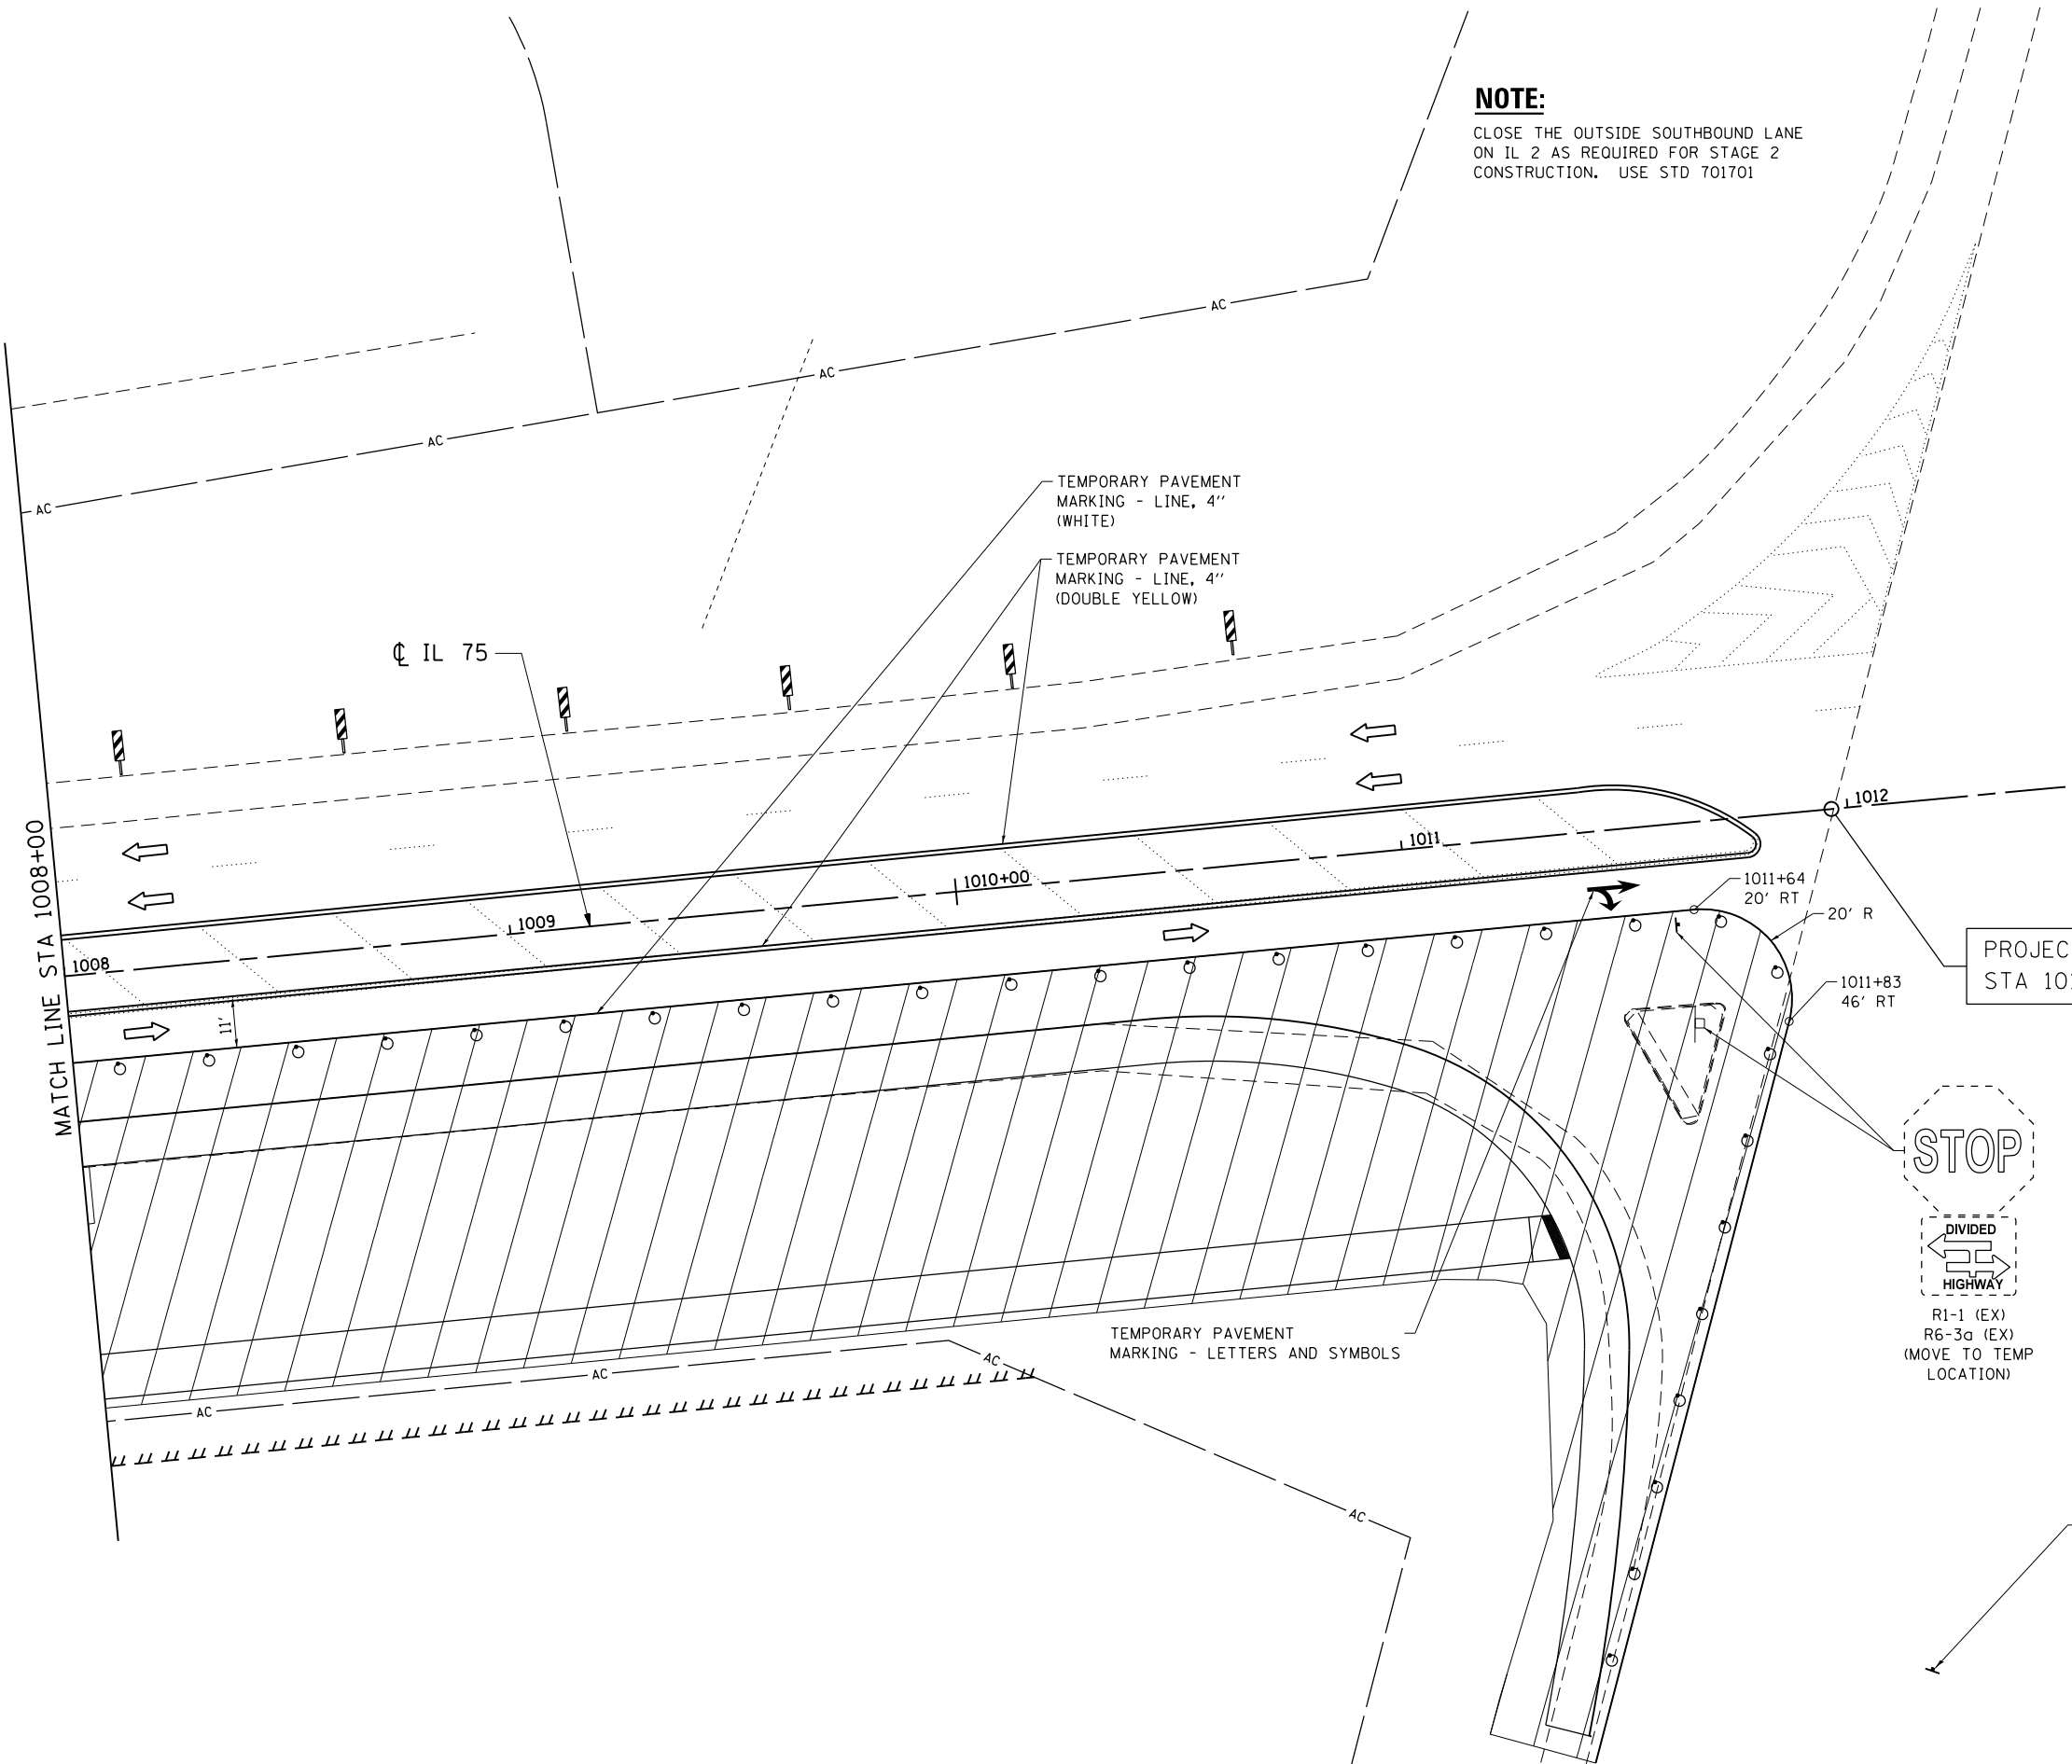 NOTE:
CLOSE THE OUTSIDE SOUTHBOUND LANE
ON IL 2 AS REQUIRED FOR STAGE 2
CONSTRUCTION. USE STD 701701
AC
AC
AC
AC
TEMPORARY PAVEMENT
MARKING - LINE, 4''
(WHITE)
TEMPORARY PAVEMENT
MARKING - LINE, 4''
(DOUBLE YELLOW)
℄ IL 75
MATCH LINE STA 1008+00
1008
1009
1010+00
1011
1012
11'
1011+64
20' RT
20' R
1011+83
46' RT
PROJEC
STA 101
STOP
DIVIDED
HIGHWAY
R1-1 (EX)
R6-3a (EX)
(MOVE TO TEMP
LOCATION)
TEMPORARY PAVEMENT
MARKING - LETTERS AND SYMBOLS
AC
AC
AC
AC